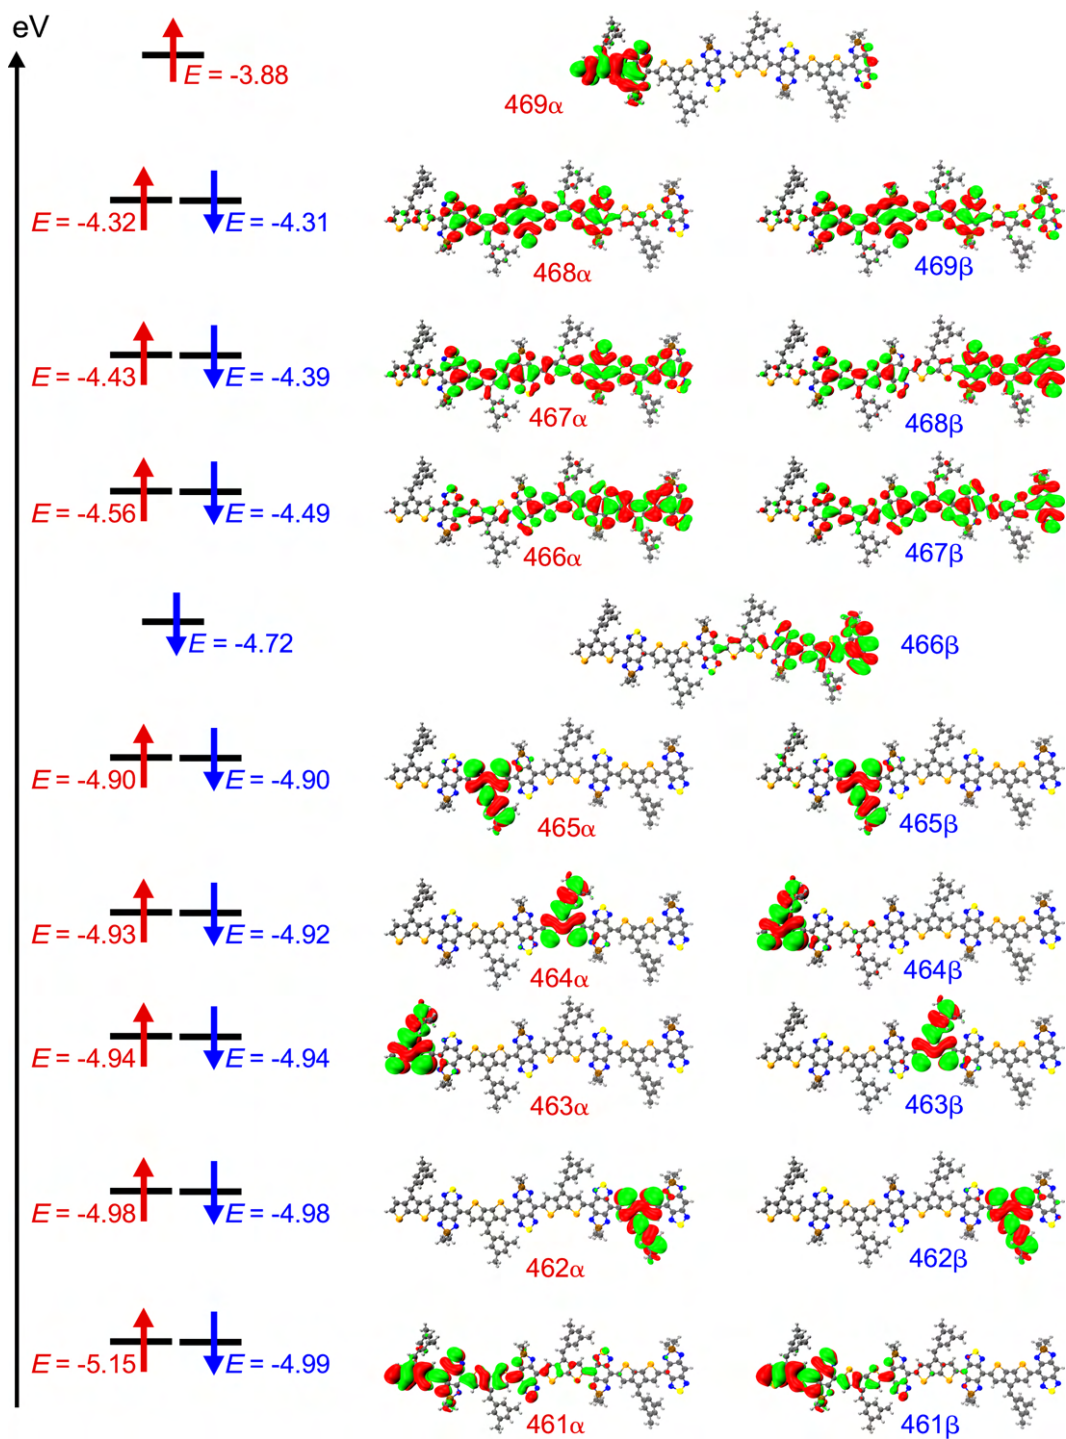 eV
E = -3.88
469α
E = -4.32 E = -4.31
468α 469β
E = -4.43 E = -4.39
467α 468β
E = -4.56 E = -4.49
466α 467β
E = -4.72
466β
E = -4.90 E = -4.90
465α 465β
E = -4.93 E = -4.92
464α 464β
E = -4.94 E = -4.94
463α 463β
E = -4.98 E = -4.98
462α 462β
E = -5.15 E = -4.99
461α 461β